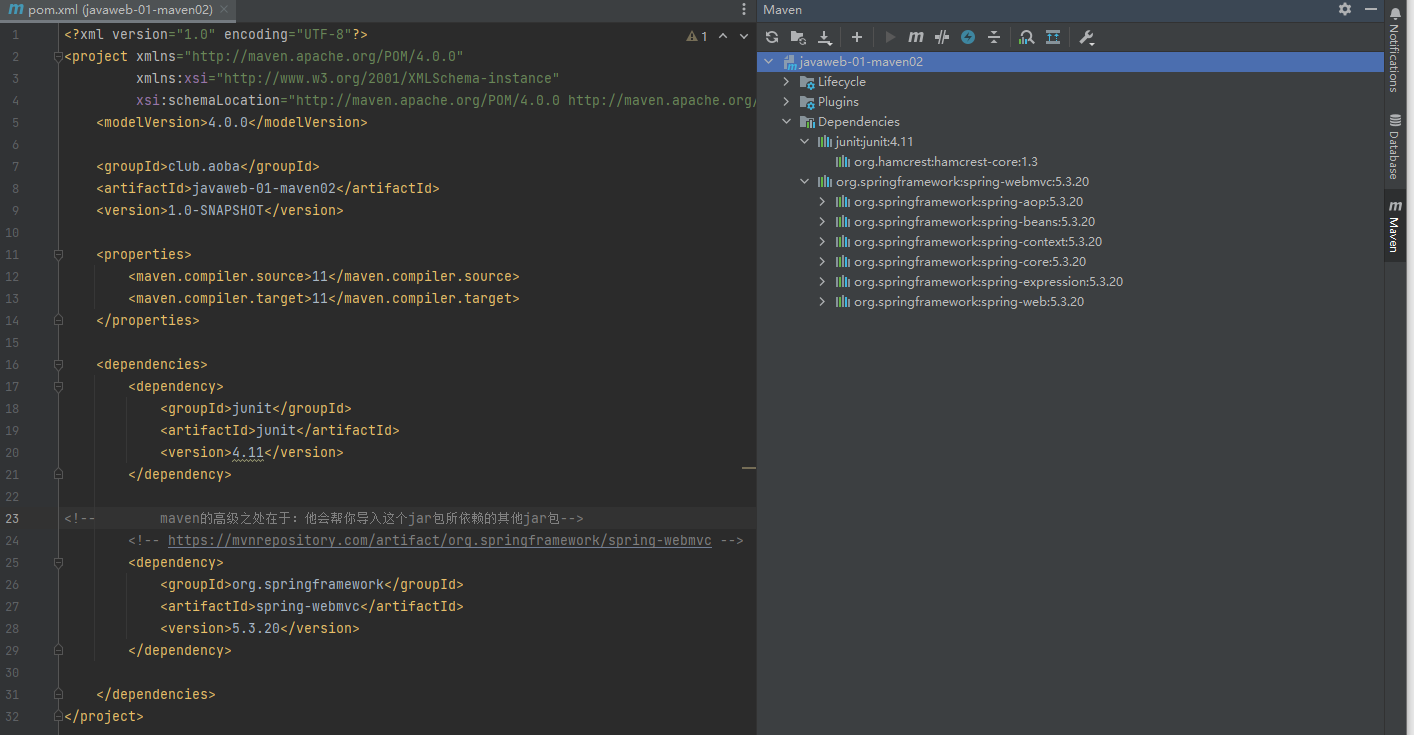 pom.xml (javaweb-01-maven02)
1 <?xml version="1.0" encoding="UTF-8"?>
1
2 <project xmlns="http://maven.apache.org/POM/4.0.0"
3 xmlns:xsi="http://www.w3.org/2001/XMLSchema-instance"
4 xsi:schemaLocation="http://maven.apache.org/POM/4.0.0 http://maven.apache.org/
5 <modelVersion>4.0.0</modelVersion>
6
7 <groupId>club.aoba</groupId>
8 <artifactId>javaweb-01-maven02</artifactId>
9 <version>1.0-SNAPSHOT</version>
10
11 <properties>
12 <maven.compiler.source>11</maven.compiler.source>
13 <maven.compiler.target>11</maven.compiler.target>
14 </properties>
15
16 <dependencies>
17 <dependency>
18 <groupId>junit</groupId>
19 <artifactId>junit</artifactId>
20 <version>4.11</version>
21 </dependency>
22
23 <!-- maven的高级之处在于：他会帮你导入这个jar包所依赖的其他jar包-->
24 <!-- https://mvnrepository.com/artifact/org.springframework/spring-webmvc -->
25 <dependency>
26 <groupId>org.springframework</groupId>
27 <artifactId>spring-webmvc</artifactId>
28 <version>5.3.20</version>
29 </dependency>
30
31 </dependencies>
32 </project>
Maven
m
javaweb-01-maven02
Lifecycle
Plugins
Dependencies
junit:junit:4.11
org.hamcrest:hamcrest-core:1.3
org.springframework:spring-webmvc:5.3.20
org.springframework:spring-aop:5.3.20
org.springframework:spring-beans:5.3.20
org.springframework:spring-context:5.3.20
org.springframework:spring-core:5.3.20
org.springframework:spring-expression:5.3.20
org.springframework:spring-web:5.3.20
Notifications
Database
Maven